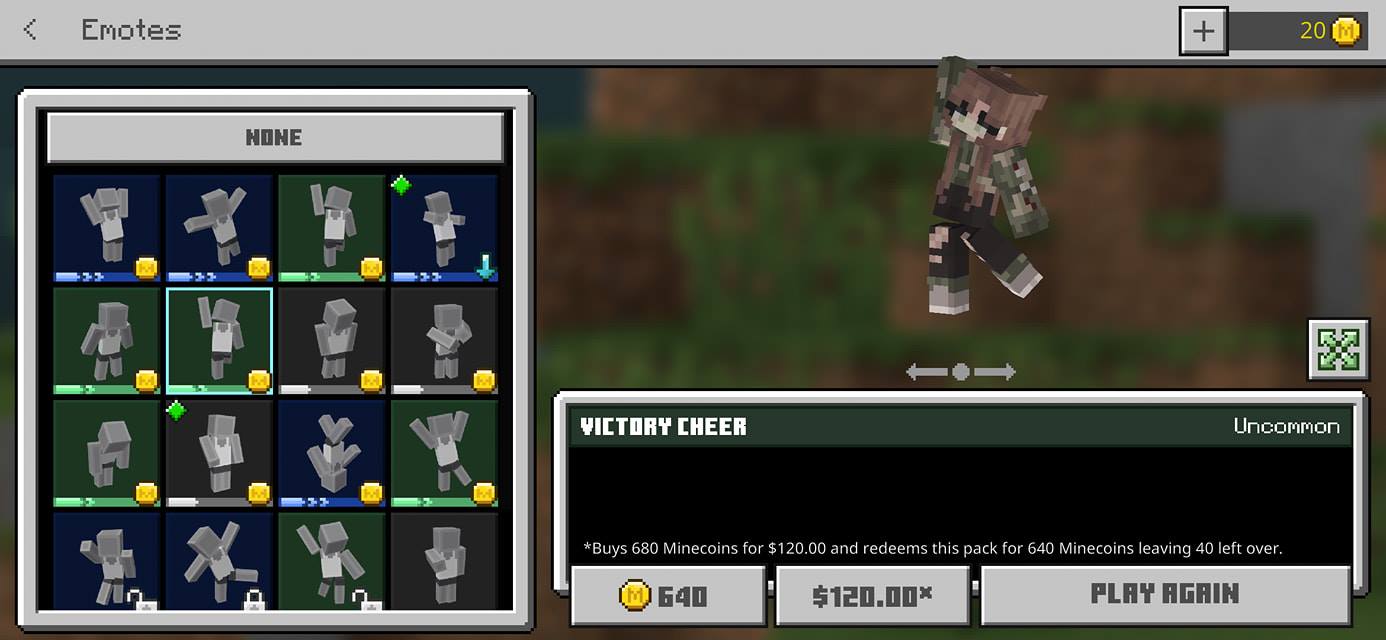 Emotes
20
NONE
VICTORY CHEER
Uncommon
*Buys 680 Minecoins for $120.00 and redeems this pack for 640 Minecoins leaving 40 left over.
640
$120.00*
PLAY AGAIN